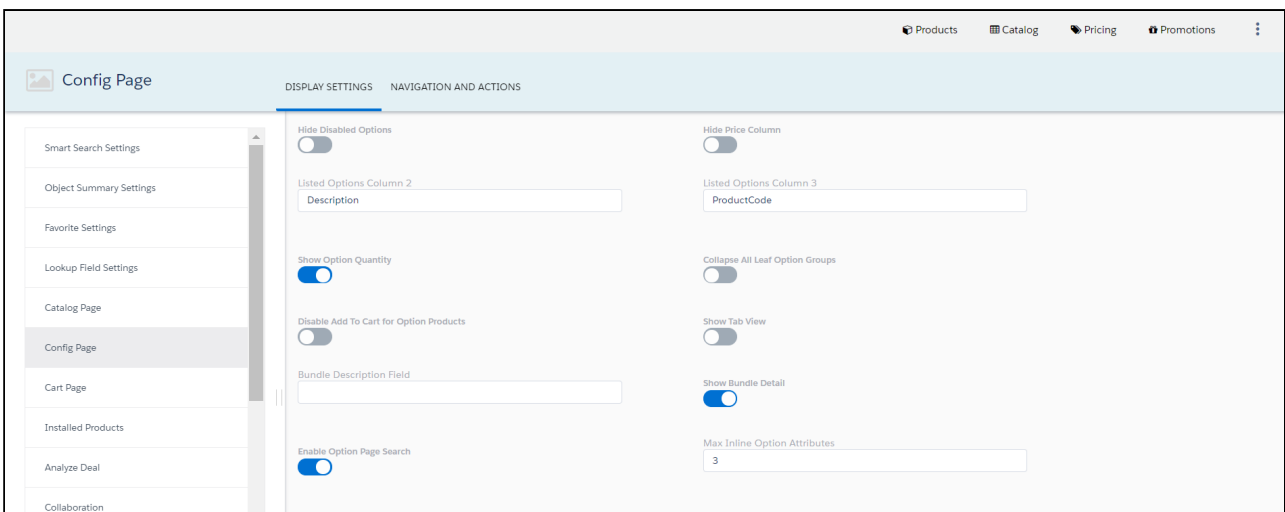 Products Catalog Pricing Promotions
Config Page
DISPLAY SETTINGS NAVIGATION AND ACTIONS
Smart Search Settings
Object Summary Settings
Favorite Settings
Lookup Field Settings
Catalog Page
Config Page
Cart Page
Installed Products
Analyze Deal
Collaboration
Hide Disabled Options
Hide Price Column
Listed Options Column 2
Description
Listed Options Column 3
ProductCode
Show Option Quantity
Collapse All Leaf Option Groups
Disable Add To Cart for Option Products
Show Tab View
Bundle Description Field
Show Bundle Detail
Enable Option Page Search
Max Inline Option Attributes
3